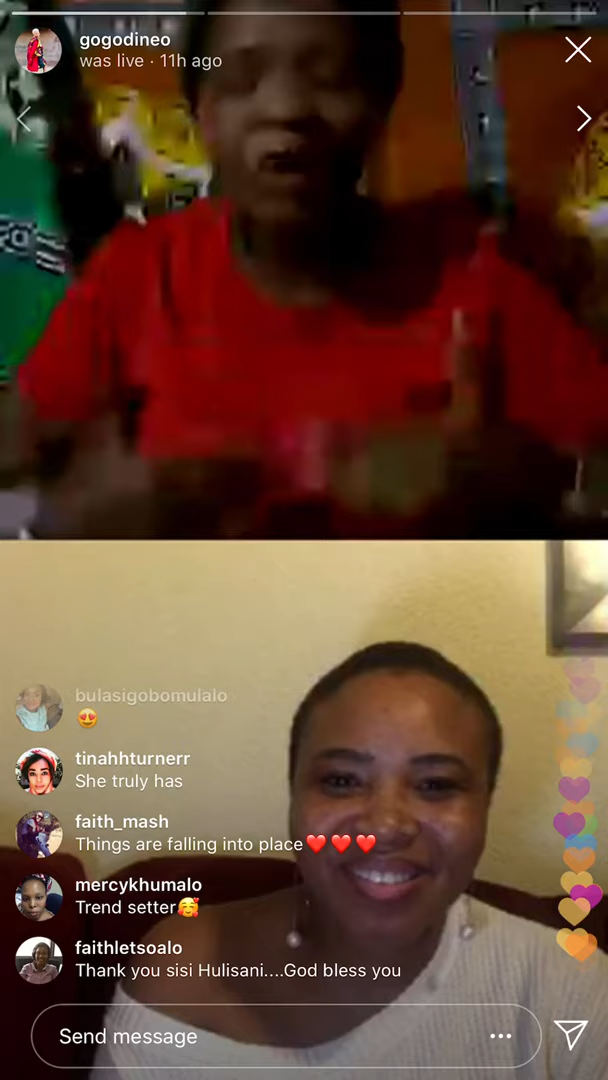 gogodineo
was live · 11h ago
bulasigobomulalo
😍
tinahhturnerr
She truly has
faith_mash
Things are falling into place❤️❤️❤️
mercykhumalo
Trend setter🥰
faithletsoalo
Thank you sisi Hulisani....God bless you
Send message